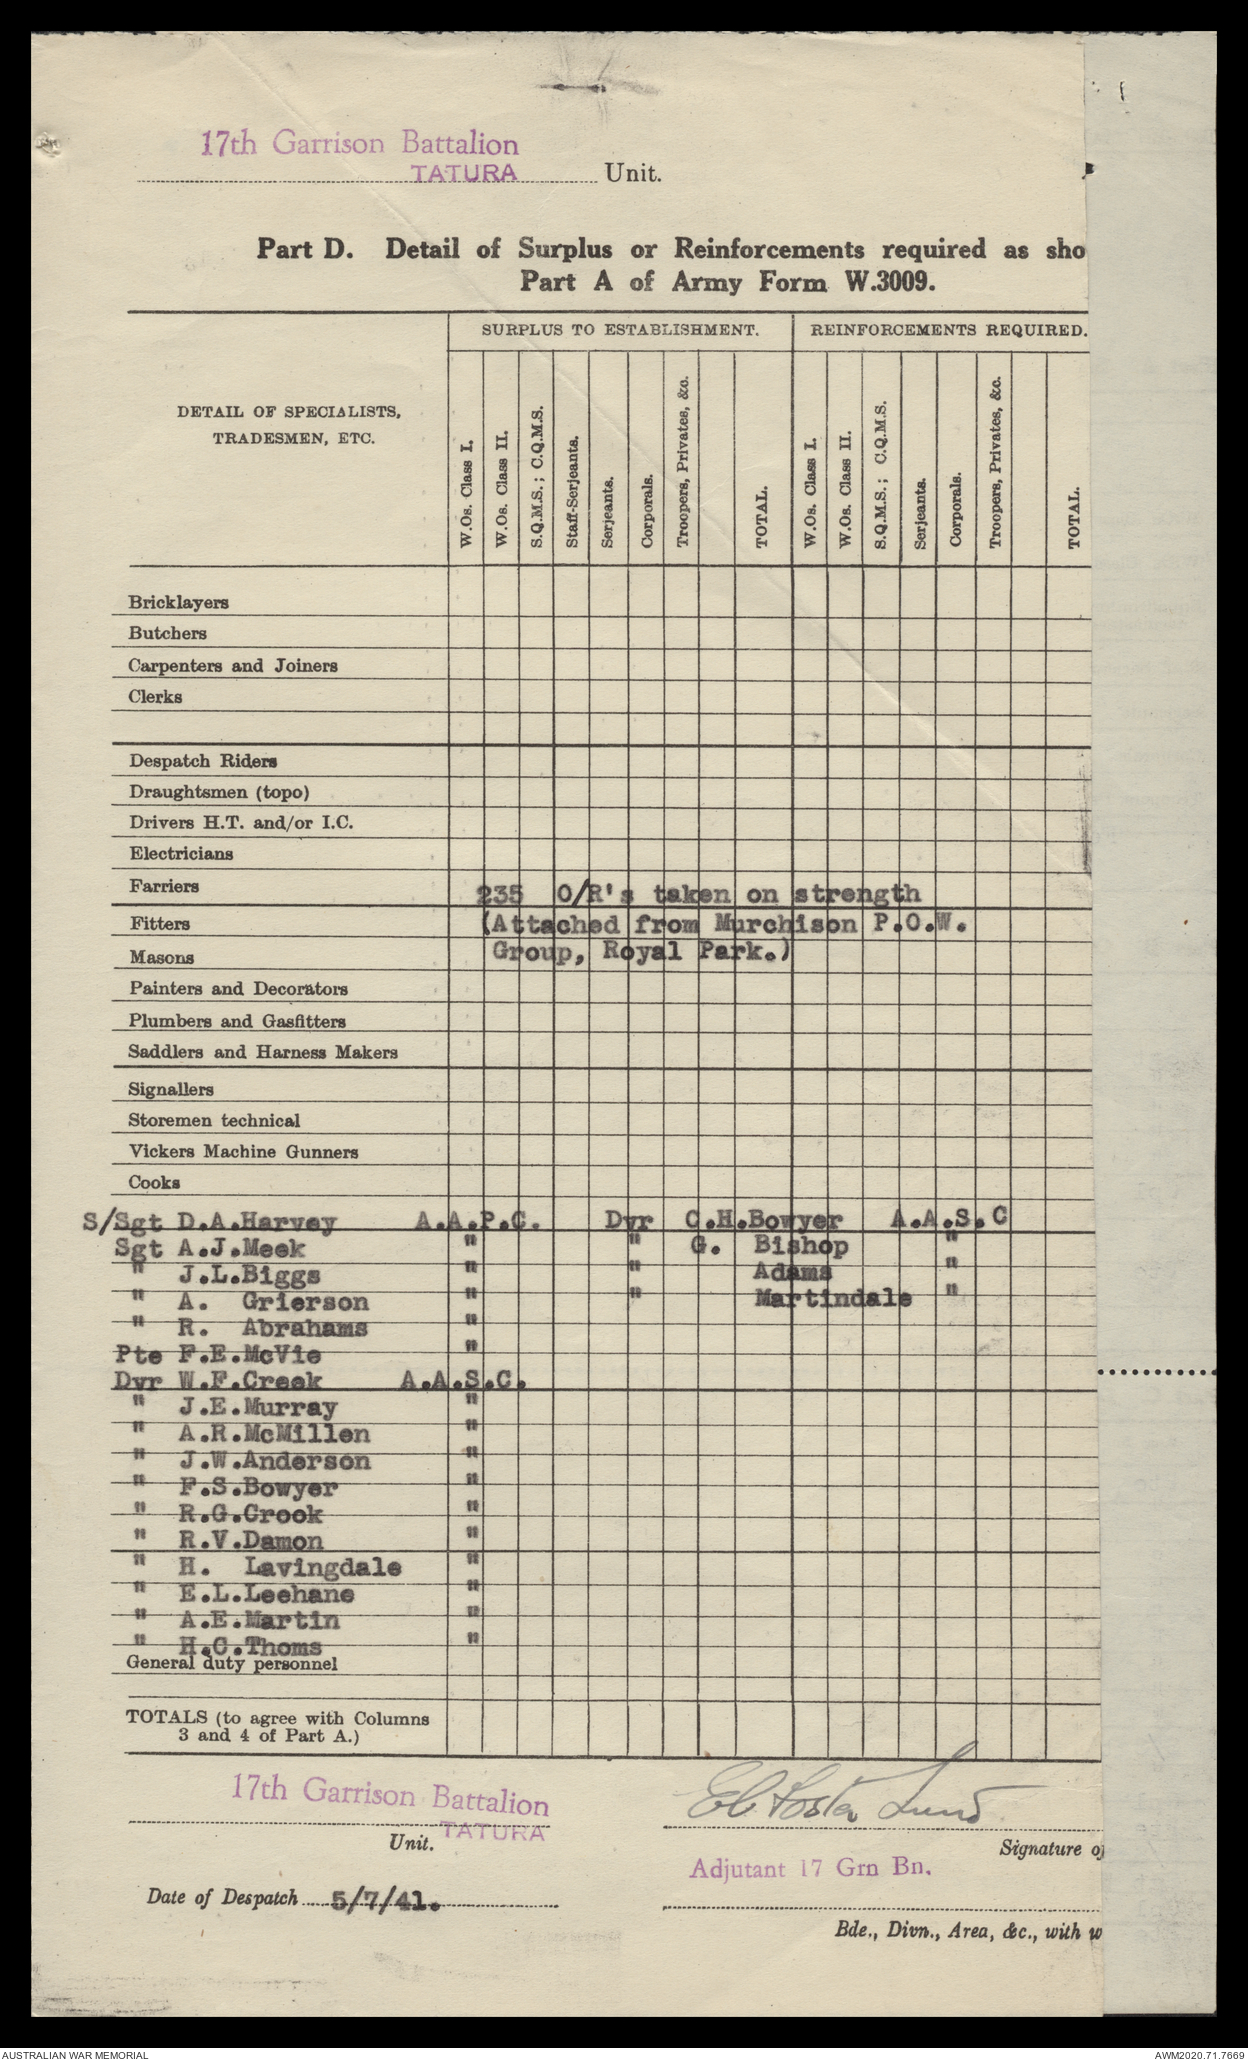 17th Garrison Battalion
TATURA Unit.
Part D. Detail of Surplus or Reinforcements required as sho
Part A of Army Form W.3009.
DETAIL OF SPECIALISTS,
TRADESMEN, ETC.
SURPLUS TO ESTABLISHMENT.
W.Os. Class I.
W.Os. Class II.
S.Q.M.S.; C.Q.M.S.
Staff-Serjeants.
Serjeants.
Corporals.
Troopers, Privates, &c.
TOTAL.
REINFORCEMENTS REQUIRED.
W.Os. Class I.
W.Os. Class II.
S.Q.M.S.; C.Q.M.S.
Serjeants.
Corporals.
Troopers, Privates, &c.
TOTAL.
Bricklayers
Butchers
Carpenters and Joiners
Clerks
Despatch Riders
Draughtsmen (topo)
Drivers H.T. and/or I.C.
Electricians
Farriers 235 O/R's taken on strength
Fitters (Attached from Murchison P.O.W.
Masons Group, Royal Park.)
Painters and Decorators
Plumbers and Gasfitters
Saddlers and Harness Makers
Signallers
Storemen technical
Vickers Machine Gunners
Cooks
S/Sgt D.A.Harvey A.A.P.C. Dvr C.H.Bowyer A.A.S.C
Sgt A.J.Meek " " G. Bishop "
" J.L.Biggs " " Adams "
" A. Grierson " " Martindale "
" R. Abrahams "
Pte F.E.McVie "
Dvr W.F.Creek A.A.S.C.
" J.E.Murray "
" A.R.McMillen "
" J.W.Anderson "
" F.S.Bowyer "
" R.G.Crook "
" R.V.Damon "
" H. Lavingdale "
" E.L.Leehane "
" A.E.Martin "
" H.C.Thoms "
General duty personnel
TOTALS (to agree with Columns
3 and 4 of Part A.)
17th Garrison Battalion
TATURA
Unit.
Foster
Signature of
Adjutant 17 Grn Bn.
Date of Despatch 5/7/41.
Bde., Divn., Area, &c., with w
AUSTRALIAN WAR MEMORIAL
AWM2020.71.7669